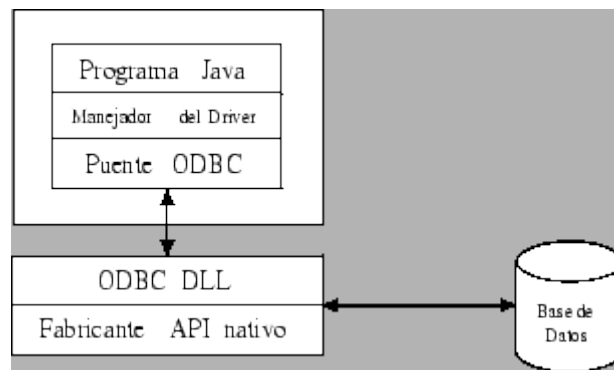 Programa Java
Manejador del Driver
Puente ODBC
ODBC DLL
Fabricante API nativo
Base de
Datos